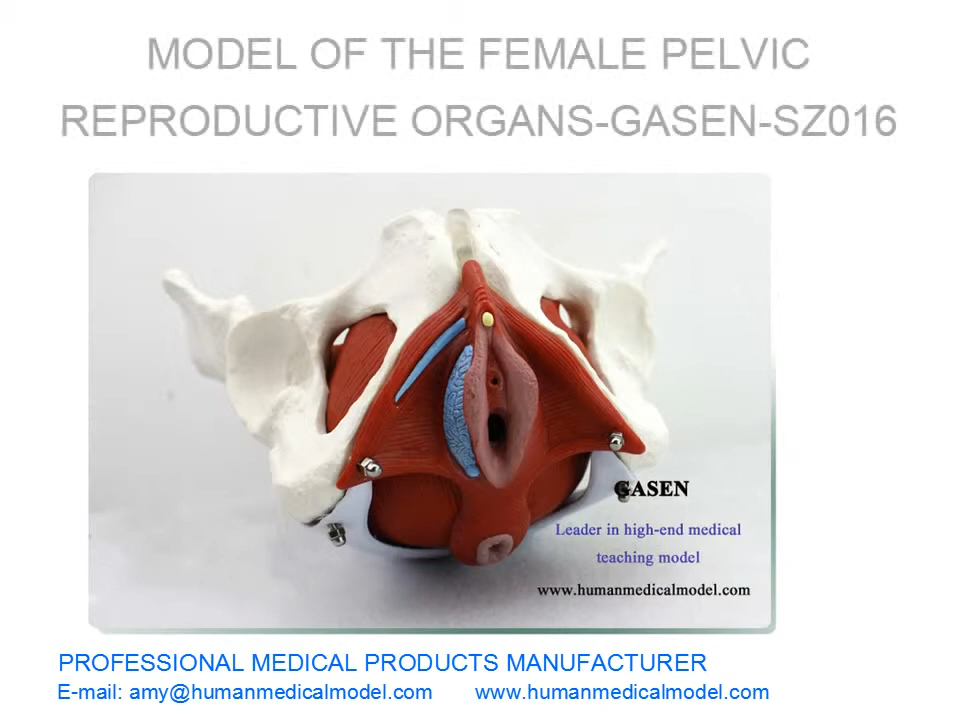 MODEL OF THE FEMALE PELVIC
REPRODUCTIVE ORGANS-GASEN-SZ016
GASEN
Leader in high-end medical
teaching model
www.humanmedicalmodel.com
PROFESSIONAL MEDICAL PRODUCTS MANUFACTURER
E-mail: amy@humanmedicalmodel.com www.humanmedicalmodel.com